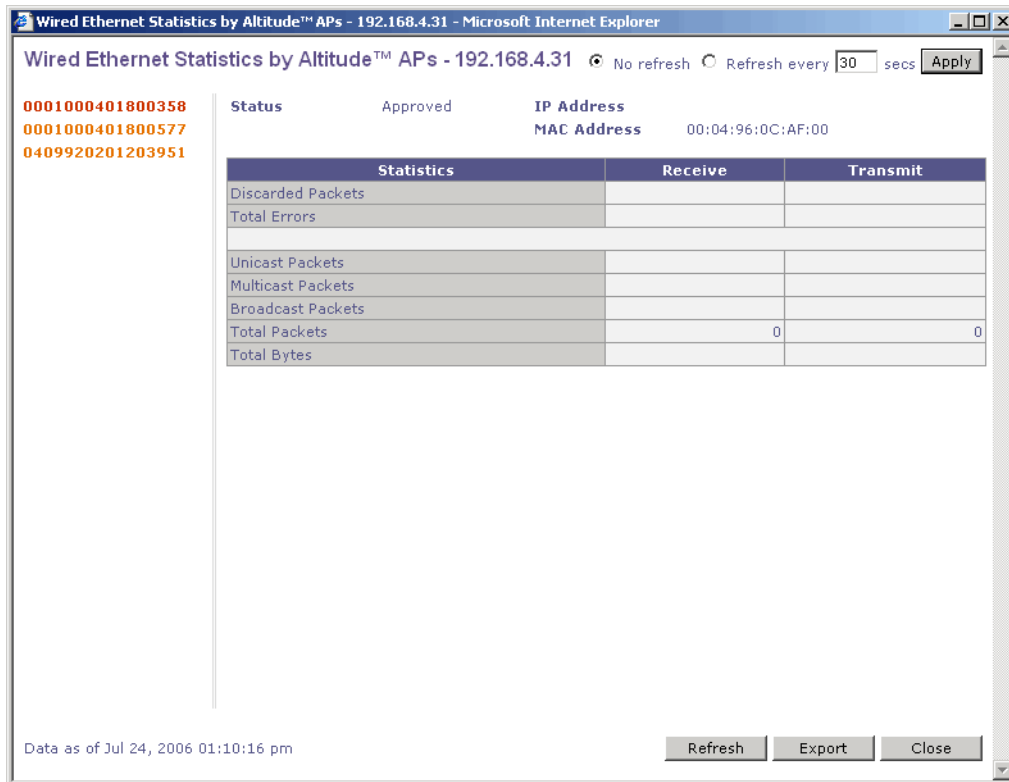 Wired Ethernet Statistics by Altitude™ APs - 192.168.4.31 - Microsoft Internet Explorer
Wired Ethernet Statistics by Altitude™ APs - 192.168.4.31 No refresh Refresh every 30 secs Apply
0001000401800358
0001000401800577
0409920201203951
Status Approved IP Address
MAC Address 00:04:96:0C:AF:00
Statistics Receive Transmit
Discarded Packets
Total Errors
Unicast Packets
Multicast Packets
Broadcast Packets
Total Packets 0 0
Total Bytes
Data as of Jul 24, 2006 01:10:16 pm Refresh Export Close